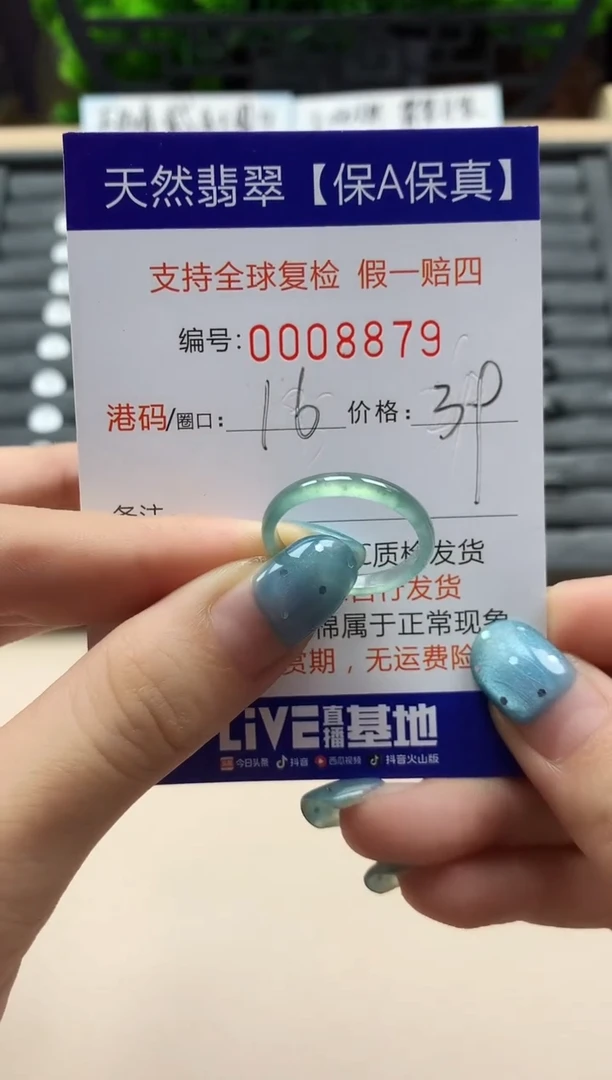 天然翡翠【保A保真】
支持全球复检 假一赔四
编号:0008879
港码/圈口:16 价格:39
备注
质检发货
发货
棉属于正常现象
赏期，无运费险
LiVE直播基地
今日头条 抖音 西瓜视频 抖音火山版